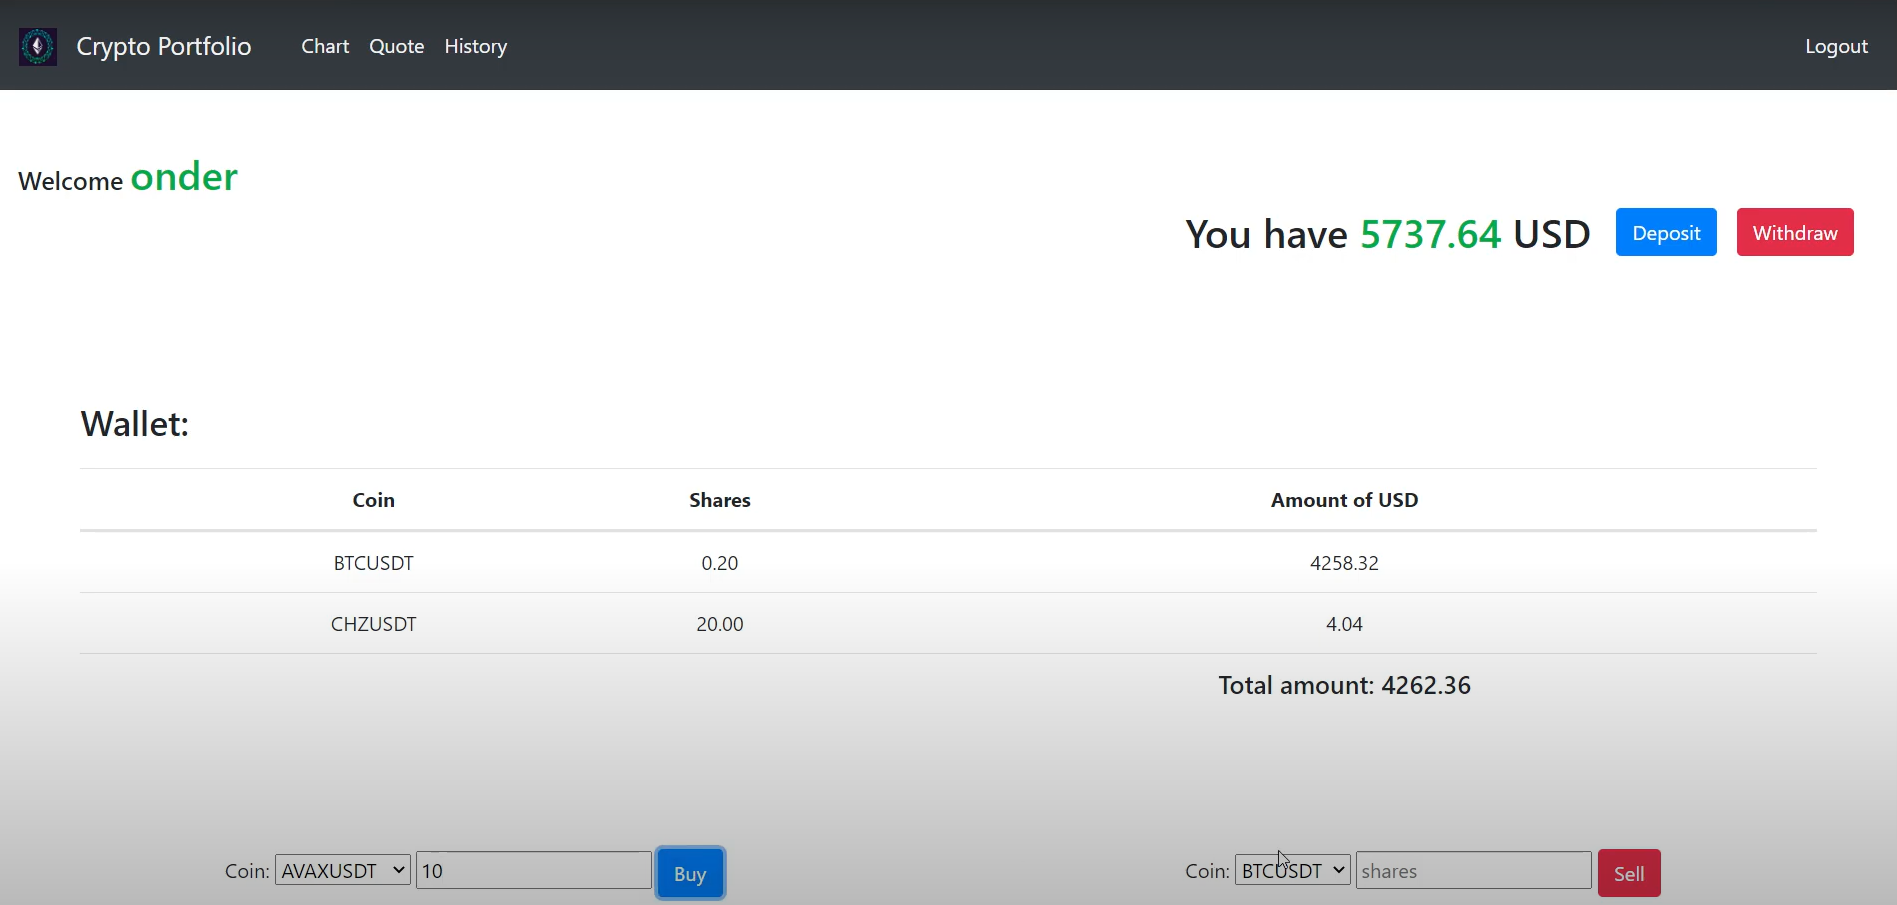 Crypto Portfolio Chart Quote History Logout
Welcome onder
You have 5737.64 USD Deposit Withdraw
Wallet:
Coin Shares Amount of USD
BTCUSDT 0.20 4258.32
CHZUSDT 20.00 4.04
Total amount: 4262.36
Coin: AVAXUSDT 10 Buy Coin: BTCUSDT shares Sell